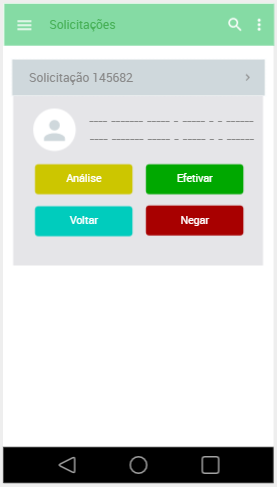 Solicitações
Solicitação 145682
Análise
Efetivar
Voltar
Negar